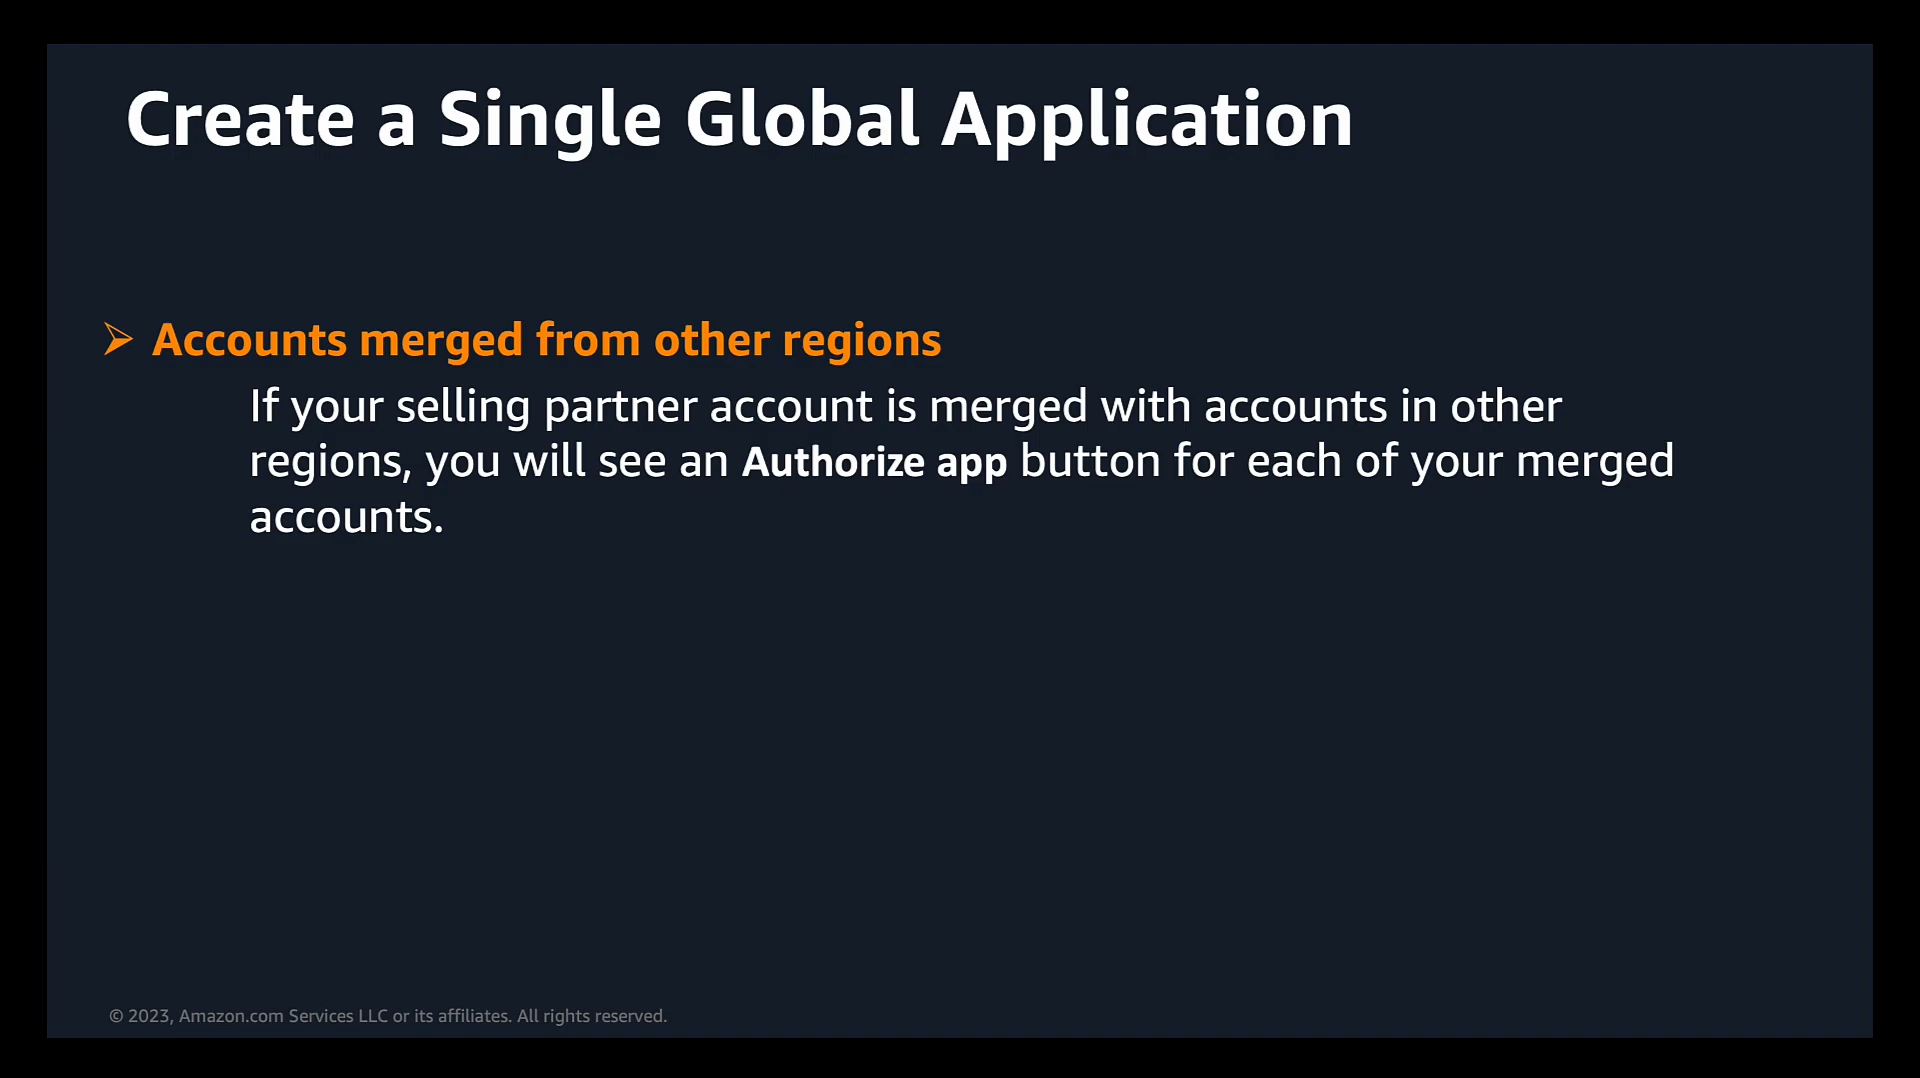 Create a Single Global Application
➢ Accounts merged from other regions
If your selling partner account is merged with accounts in other
regions, you will see an Authorize app button for each of your merged
accounts.
© 2023, Amazon.com Services LLC or its affiliates. All rights reserved.